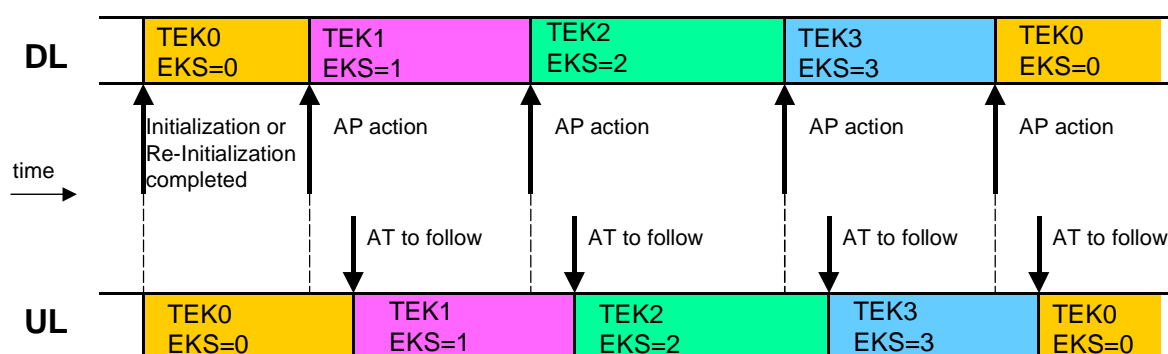 DL
TEK0
EKS=0
TEK1
EKS=1
TEK2
EKS=2
TEK3
EKS=3
TEK0
EKS=0
Initialization or
Re-Initialization
completed
AP action
AP action
AP action
AP action
time
AT to follow
AT to follow
AT to follow
AT to follow
UL
TEK0
EKS=0
TEK1
EKS=1
TEK2
EKS=2
TEK3
EKS=3
TEK0
EKS=0